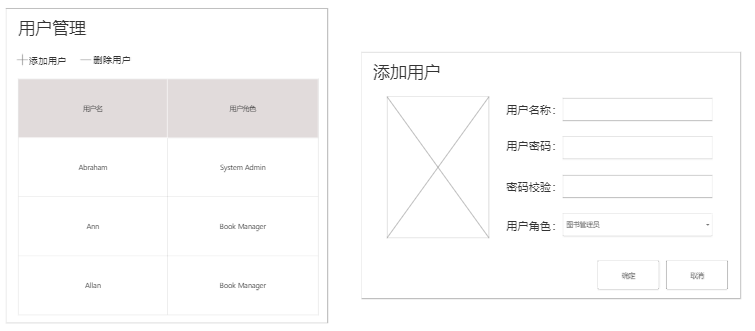 用户管理
添加用户 删除用户
用户名 用户角色
Abraham System Admin
Ann Book Manager
Allan Book Manager
添加用户
用户名称：
用户密码：
密码校验：
用户角色： 图书管理员
确定 取消